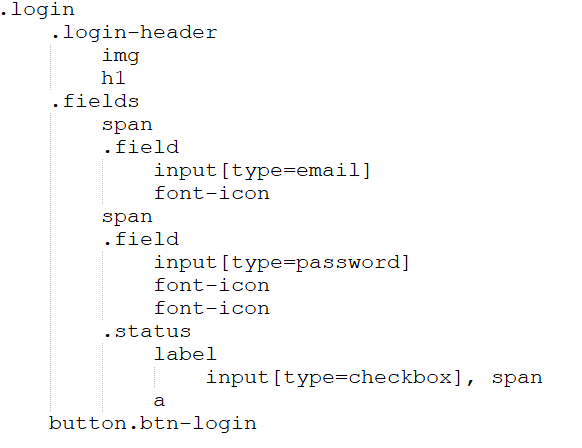 .login
.login-header
img
h1
.fields
span
.field
input[type=email]
font-icon
span
.field
input[type=password]
font-icon
font-icon
.status
label
input[type=checkbox], span
a
button.btn-login